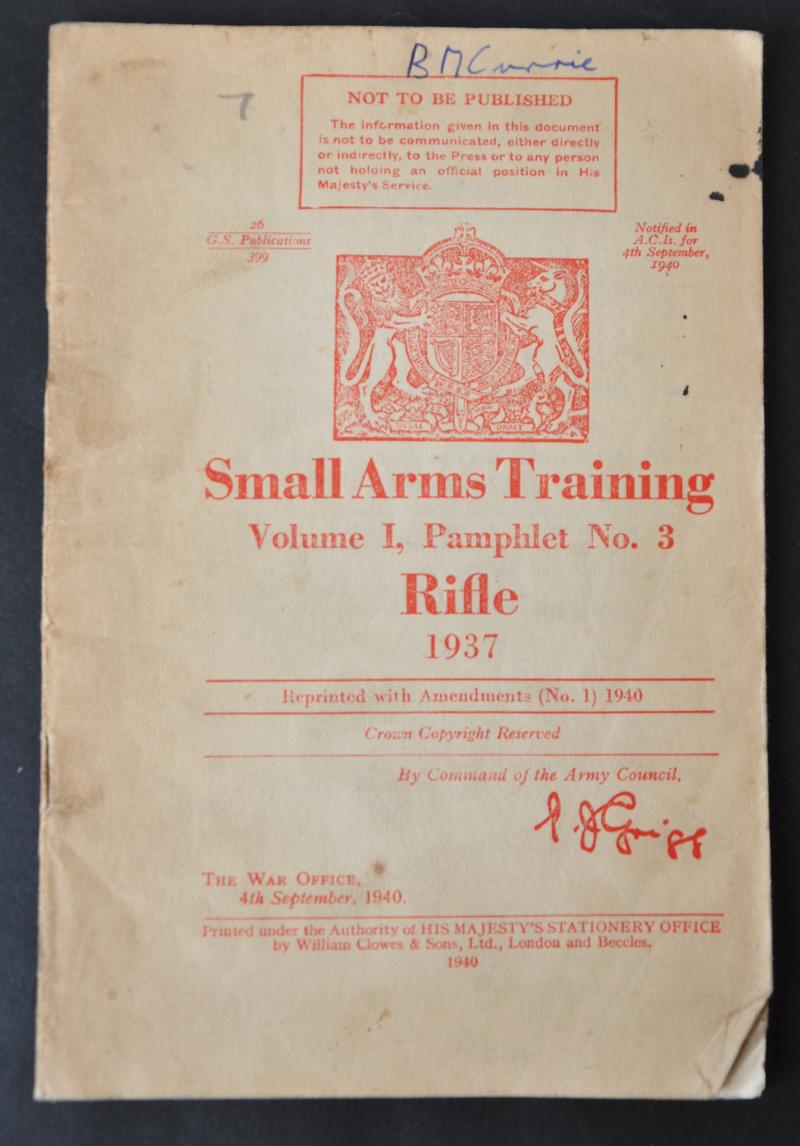 BMCurrie
7
NOT TO BE PUBLISHED
The information given in this document
is not to be communicated, either directly
or indirectly, to the Press or to any person
not holding an official position in His
Majesty's Service.
26
G.S. Publications
399
Notified in
A.C.Is. for
4th September,
1940
DIEU DROIT
Small Arms Training
Volume I, Pamphlet No. 3
Rifle
1937
Reprinted with Amendments (No. 1) 1940
Crown Copyright Reserved
By Command of the Army Council,
P.J.Grigg
THE WAR OFFICE,
4th September, 1940.
Printed under the Authority of HIS MAJESTY'S STATIONERY OFFICE
by William Clowes & Sons, Ltd., London and Beccles.
1940